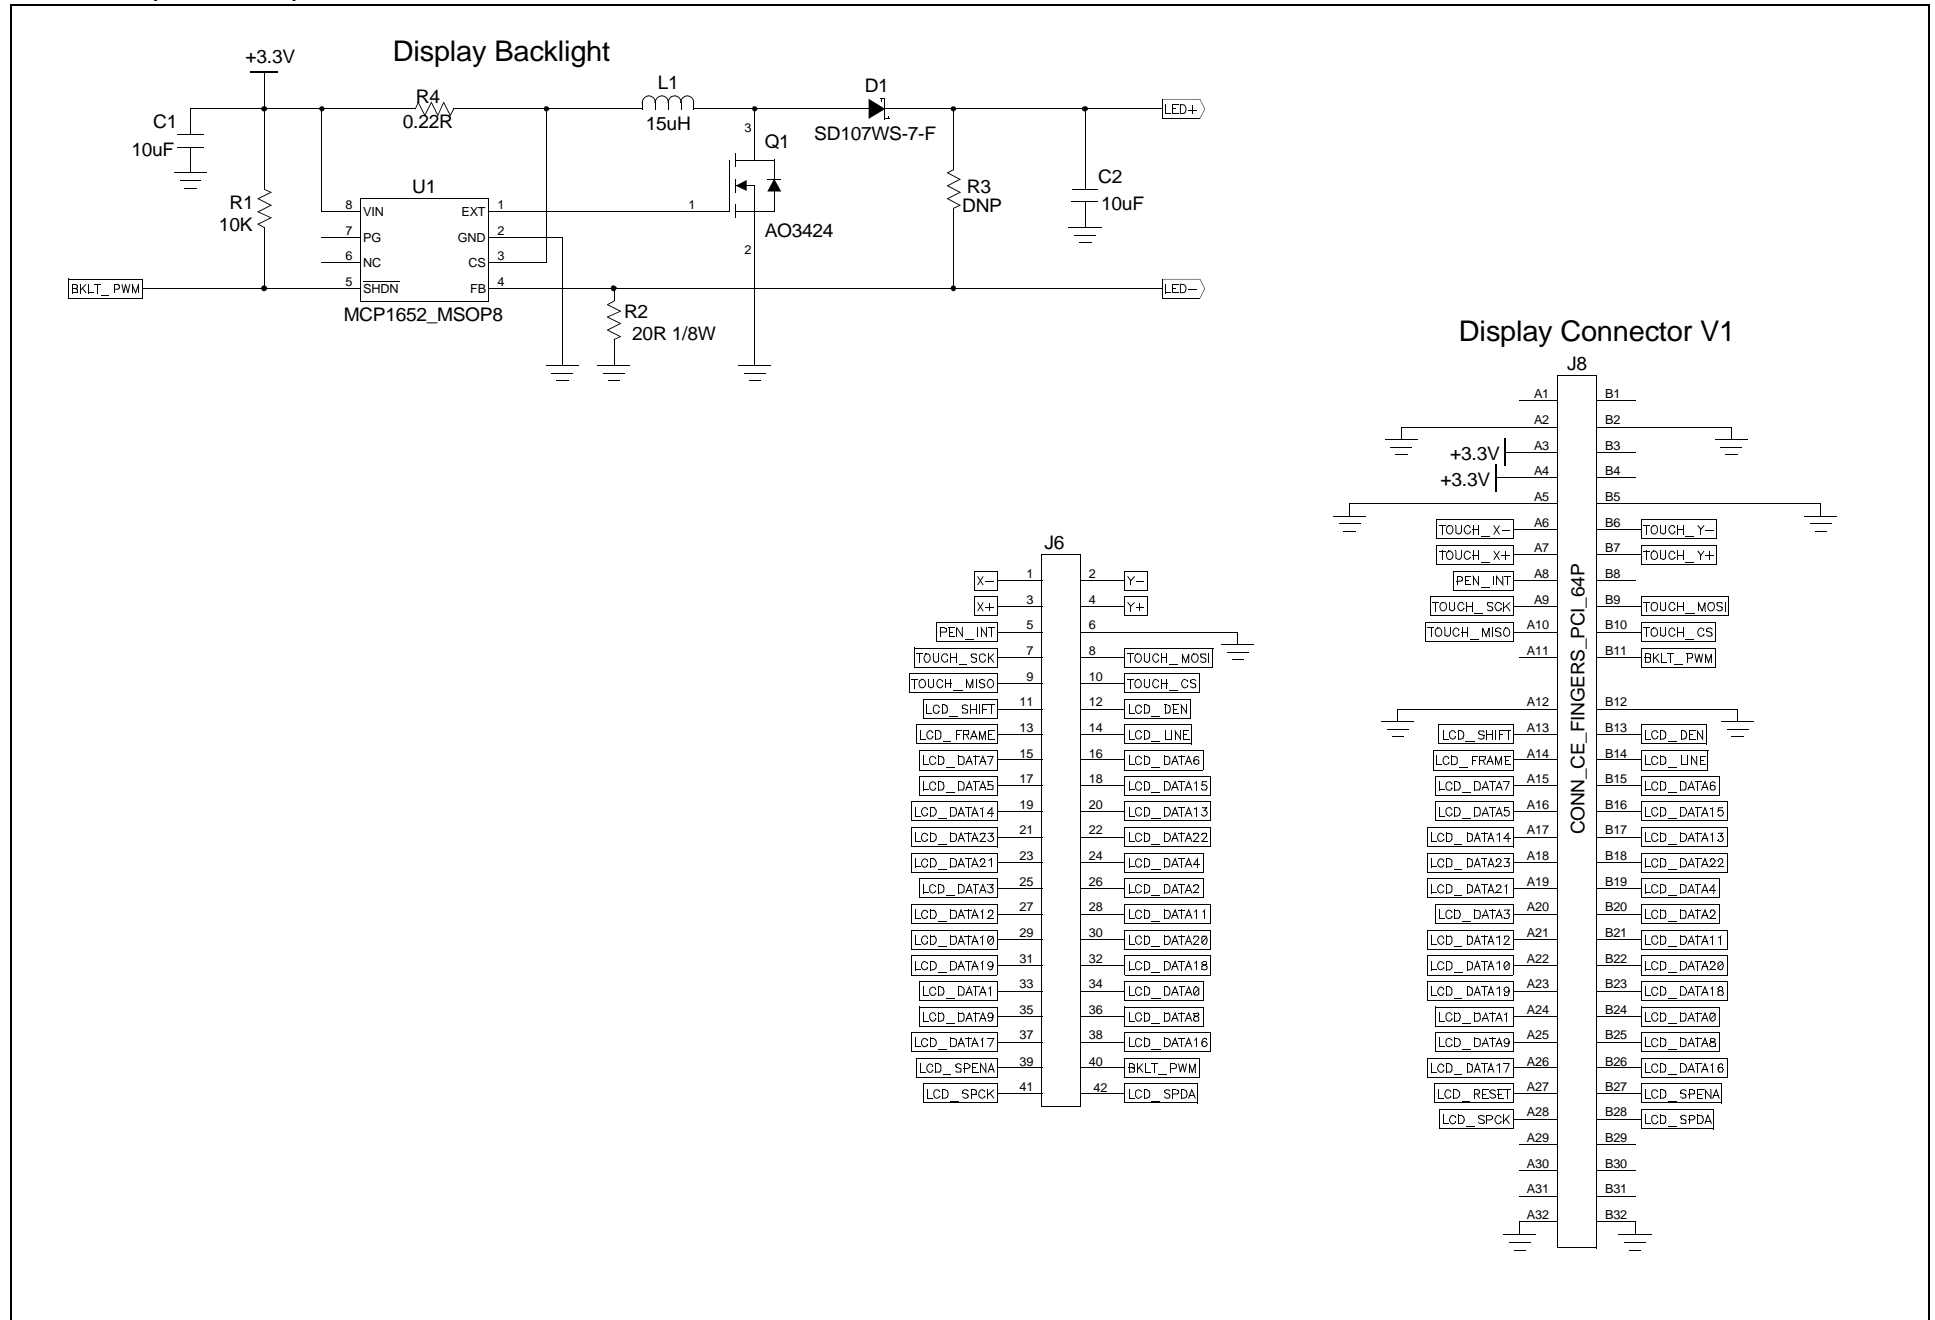 Display Backlight
+3.3V
R4
0.22R
L1
15uH
D1
SD107WS-7-F
LED+
C1
10uF
3
Q1
1
2
AO3424
R1
10K
U1
8 VIN EXT 1
7 PG GND 2
6 NC CS 3
5 SHDN FB 4
MCP1652_MSOP8
BKLT_PWM
R3
DNP
C2
10uF
LED-
R2
20R 1/8W
Display Connector V1
J8
A1 B1
A2 B2
+3.3V A3 B3
+3.3V A4 B4
A5 B5
TOUCH_X- A6 B6 TOUCH_Y-
TOUCH_X+ A7 B7 TOUCH_Y+
PEN_INT A8 B8
TOUCH_SCK A9 B9 TOUCH_MOSI
TOUCH_MISO A10 B10 TOUCH_CS
A11 B11 BKLT_PWM
A12 B12
LCD_SHIFT A13 B13 LCD_DEN
LCD_FRAME A14 B14 LCD_LINE
LCD_DATA7 A15 B15 LCD_DATA6
LCD_DATA5 A16 B16 LCD_DATA15
LCD_DATA14 A17 B17 LCD_DATA13
LCD_DATA23 A18 B18 LCD_DATA22
LCD_DATA21 A19 B19 LCD_DATA4
LCD_DATA3 A20 B20 LCD_DATA2
LCD_DATA12 A21 B21 LCD_DATA11
LCD_DATA10 A22 B22 LCD_DATA20
LCD_DATA19 A23 B23 LCD_DATA18
LCD_DATA1 A24 B24 LCD_DATA0
LCD_DATA9 A25 B25 LCD_DATA8
LCD_DATA17 A26 B26 LCD_DATA16
LCD_RESET A27 B27 LCD_SPENA
LCD_SPCK A28 B28 LCD_SPDA
A29 B29
A30 B30
A31 B31
A32 B32
CONN_CE_FINGERS_PCI_64P
J6
X- 1 2 Y-
X+ 3 4 Y+
PEN_INT 5 6
TOUCH_SCK 7 8 TOUCH_MOSI
TOUCH_MISO 9 10 TOUCH_CS
LCD_SHIFT 11 12 LCD_DEN
LCD_FRAME 13 14 LCD_LINE
LCD_DATA7 15 16 LCD_DATA6
LCD_DATA5 17 18 LCD_DATA15
LCD_DATA14 19 20 LCD_DATA13
LCD_DATA23 21 22 LCD_DATA22
LCD_DATA21 23 24 LCD_DATA4
LCD_DATA3 25 26 LCD_DATA2
LCD_DATA12 27 28 LCD_DATA11
LCD_DATA10 29 30 LCD_DATA20
LCD_DATA19 31 32 LCD_DATA18
LCD_DATA1 33 34 LCD_DATA0
LCD_DATA9 35 36 LCD_DATA8
LCD_DATA17 37 38 LCD_DATA16
LCD_SPENA 39 40 BKLT_PWM
LCD_SPCK 41 42 LCD_SPDA